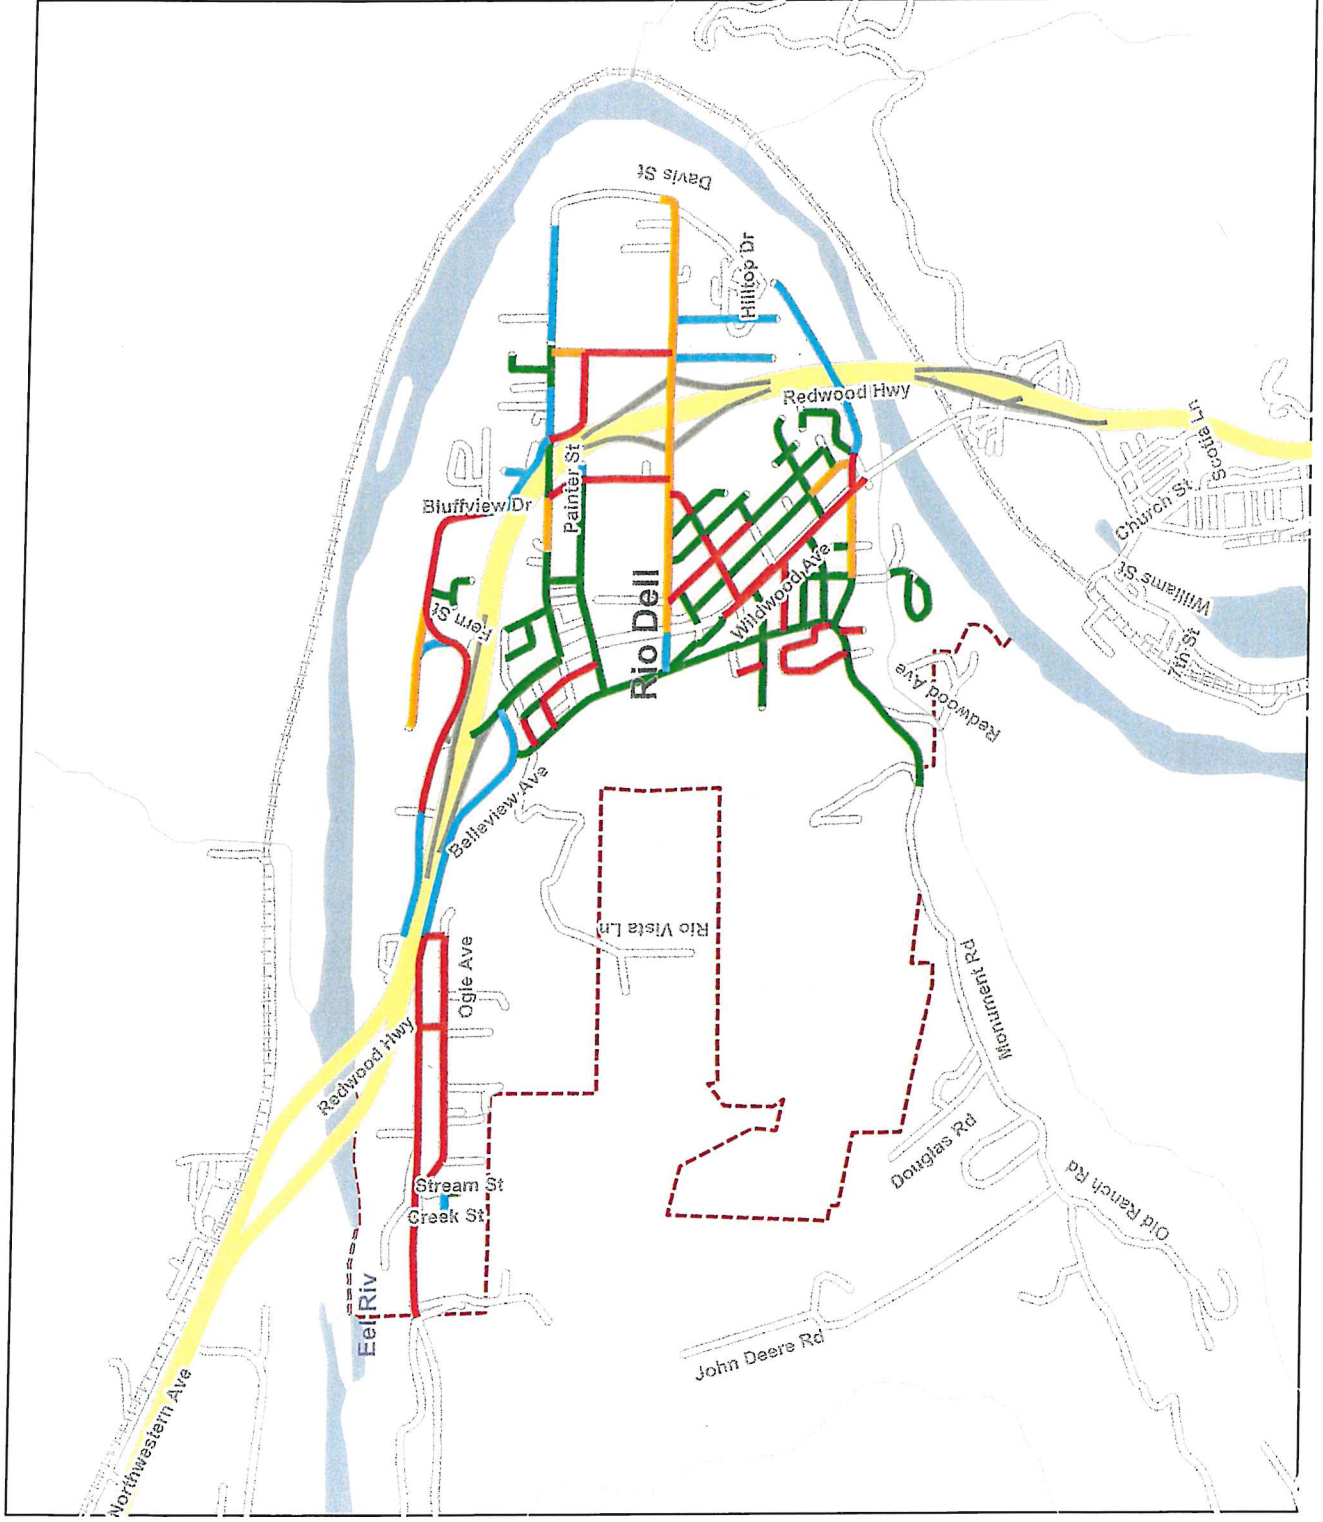 Davis St
Hilltop Dr
Redwood Hwy
Scotia Ln
Painter St
Bluffview Dr
Church St
Williams St
Rio Dell
Wildwood Ave
Fern St
Redwood Ave
Belleview Ave
Rio Vista Ln
Ogle Ave
Monument Rd
Redwood Hwy
Douglas Rd
Stream St
Creek St
Old Ranch Rd
Eel Riv
John Deere Rd
Northwestern Ave